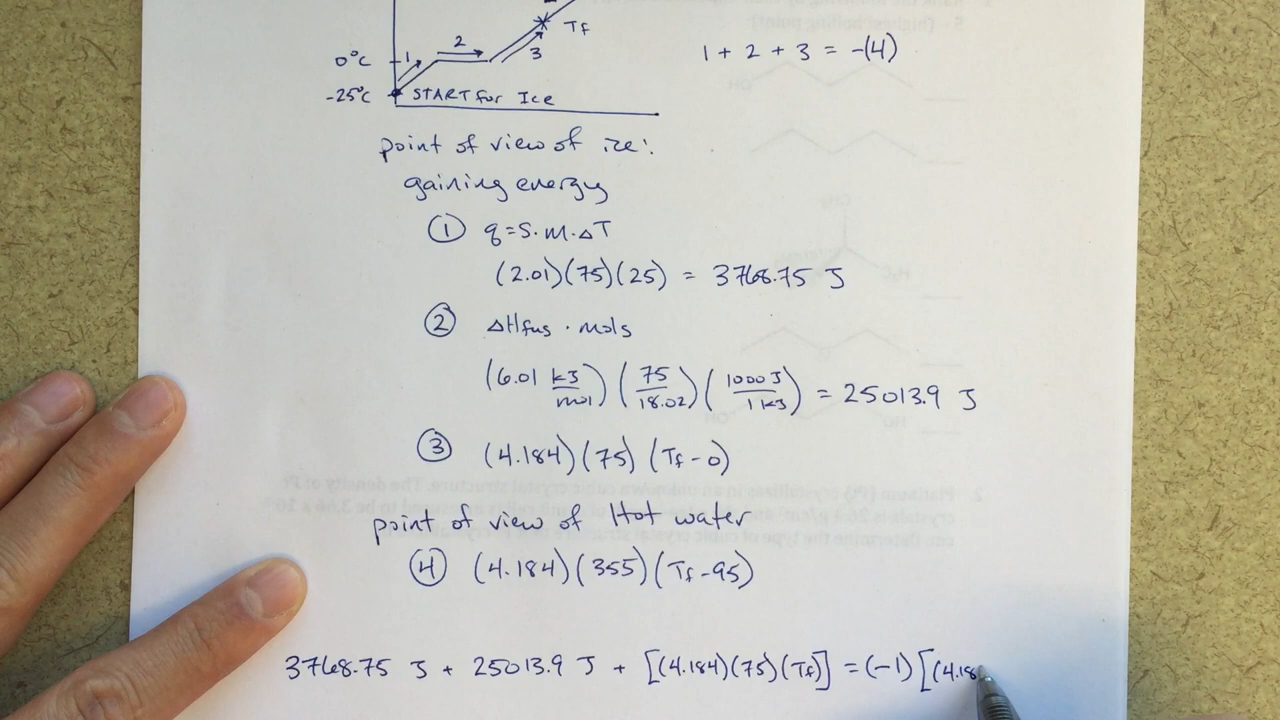 Tf
0°C 1 2 3 1 + 2 + 3 = -(4)
-25°C START for Ice
point of view of ice:
gaining energy
① q=S.m.ΔT
(2.01)(75)(25) = 3768.75 J
② ΔHfus · mols
(6.01 kJ/mol) (75/18.02) (1000 J/1 kJ) = 25013.9 J
③ (4.184)(75)(Tf-0)
point of view of Hot water
④ (4.184)(355)(Tf-95)
3768.75 J + 25013.9 J + [(4.184)(75)(Tf)] = (-1)[(4.18